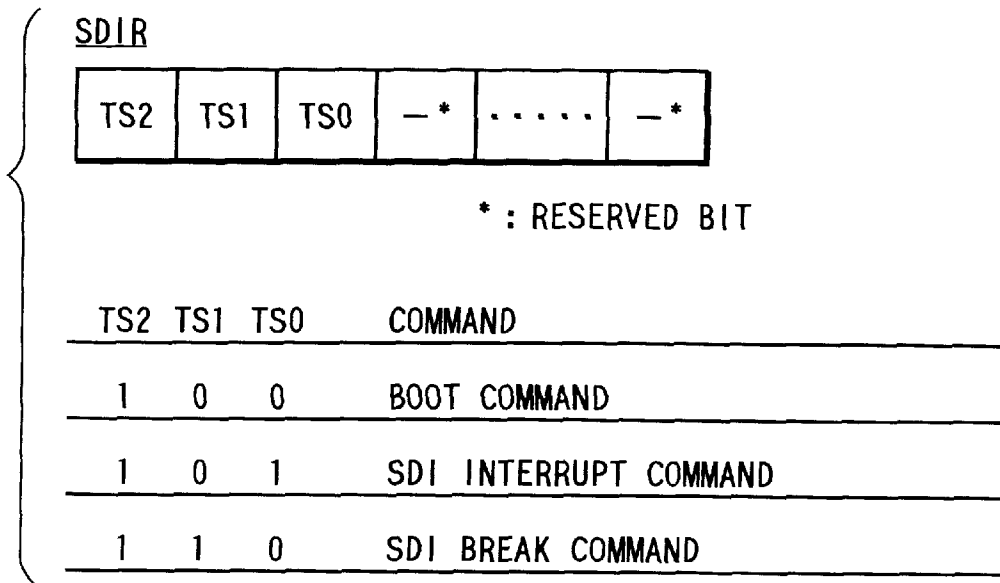 SDIR
TS2 TS1 TS0 —* ..... —*
* : RESERVED BIT
TS2 TS1 TS0 COMMAND
1 0 0 BOOT COMMAND
1 0 1 SDI INTERRUPT COMMAND
1 1 0 SDI BREAK COMMAND